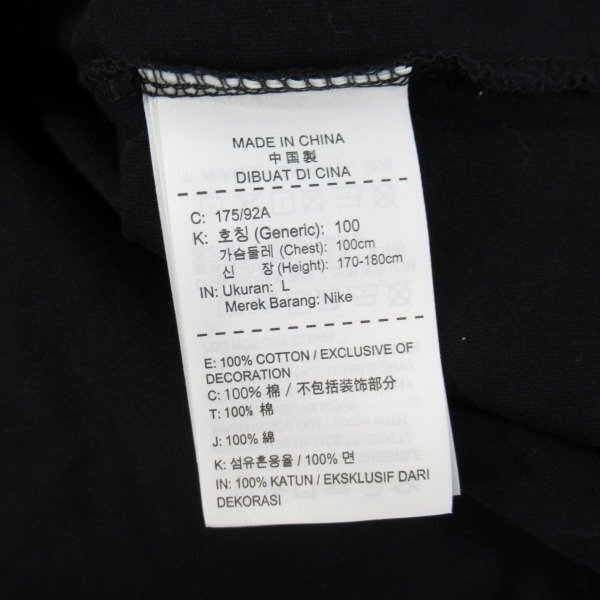 MADE IN CHINA
中国製
DIBUAT DI CINA
C: 175/92A
K: 호칭 (Generic): 100
가슴둘레 (Chest): 100cm
신 장 (Height): 170-180cm
IN: Ukuran: L
Merek Barang: Nike
E: 100% COTTON / EXCLUSIVE OF
DECORATION
C: 100% 棉 / 不包括装饰部分
T: 100% 棉
J: 100% 綿
K: 섬유혼용율 / 100% 면
IN: 100% KATUN / EKSKLUSIF DARI
DEKORASI